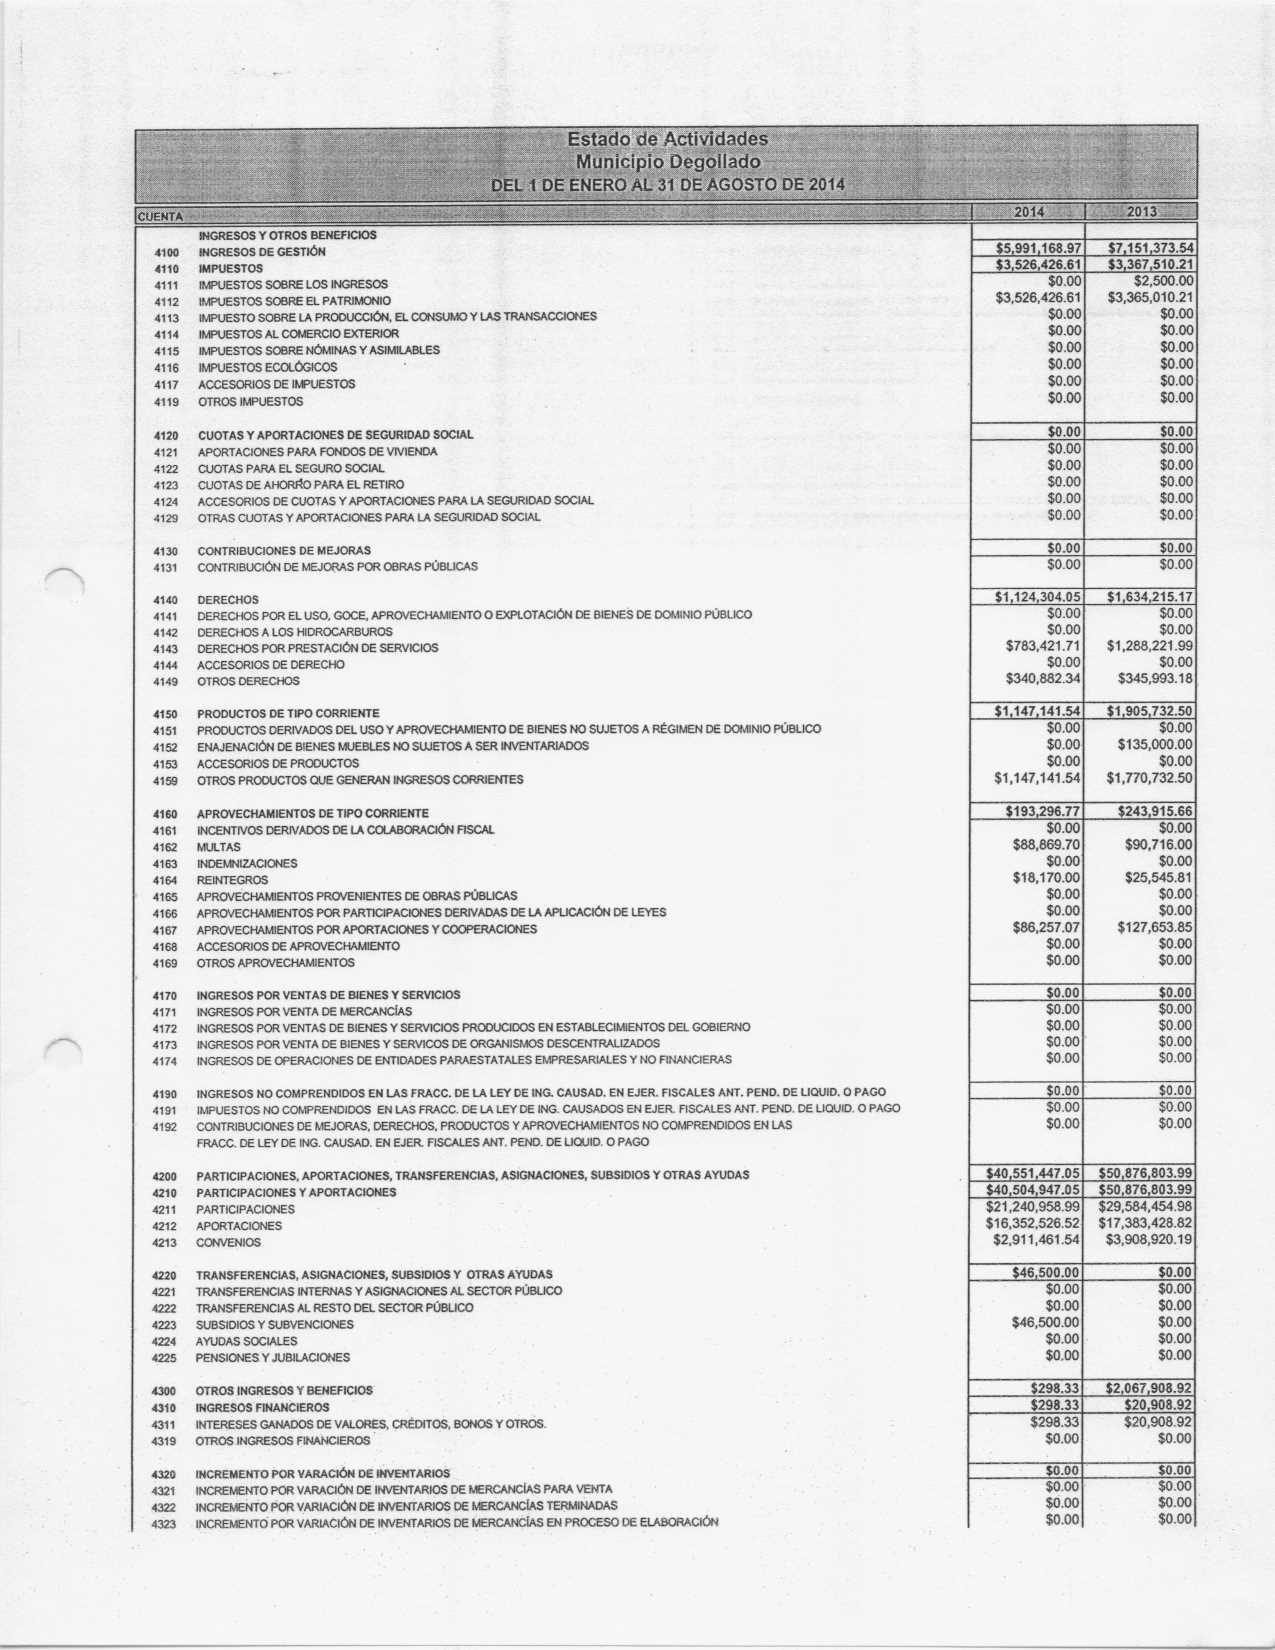 Estado de Actividades
Municipio Degollado
DEL 1 DE ENERO AL 31 DE AGOSTO DE 2014
CUENTA 2014 2013
INGRESOS Y OTROS BENEFICIOS
4100 INGRESOS DE GESTIÓN $5,991,168.97 $7,151,373.54
4110 IMPUESTOS $3,526,426.61 $3,367,510.21
4111 IMPUESTOS SOBRE LOS INGRESOS $0.00 $2,500.00
4112 IMPUESTOS SOBRE EL PATRIMONIO $3,526,426.61 $3,365,010.21
4113 IMPUESTO SOBRE LA PRODUCCIÓN, EL CONSUMO Y LAS TRANSACCIONES $0.00 $0.00
4114 IMPUESTOS AL COMERCIO EXTERIOR $0.00 $0.00
4115 IMPUESTOS SOBRE NÓMINAS Y ASIMILABLES $0.00 $0.00
4116 IMPUESTOS ECOLÓGICOS $0.00 $0.00
4117 ACCESORIOS DE IMPUESTOS $0.00 $0.00
4119 OTROS IMPUESTOS $0.00 $0.00
4120 CUOTAS Y APORTACIONES DE SEGURIDAD SOCIAL $0.00 $0.00
4121 APORTACIONES PARA FONDOS DE VIVIENDA $0.00 $0.00
4122 CUOTAS PARA EL SEGURO SOCIAL $0.00 $0.00
4123 CUOTAS DE AHORRO PARA EL RETIRO $0.00 $0.00
4124 ACCESORIOS DE CUOTAS Y APORTACIONES PARA LA SEGURIDAD SOCIAL $0.00 $0.00
4129 OTRAS CUOTAS Y APORTACIONES PARA LA SEGURIDAD SOCIAL $0.00 $0.00
4130 CONTRIBUCIONES DE MEJORAS $0.00 $0.00
4131 CONTRIBUCIÓN DE MEJORAS POR OBRAS PÚBLICAS $0.00 $0.00
4140 DERECHOS $1,124,304.05 $1,634,215.17
4141 DERECHOS POR EL USO, GOCE, APROVECHAMIENTO O EXPLOTACIÓN DE BIENES DE DOMINIO PÚBLICO $0.00 $0.00
4142 DERECHOS A LOS HIDROCARBUROS $0.00 $0.00
4143 DERECHOS POR PRESTACIÓN DE SERVICIOS $783,421.71 $1,288,221.99
4144 ACCESORIOS DE DERECHO $0.00 $0.00
4149 OTROS DERECHOS $340,882.34 $345,993.18
4150 PRODUCTOS DE TIPO CORRIENTE $1,147,141.54 $1,905,732.50
4151 PRODUCTOS DERIVADOS DEL USO Y APROVECHAMIENTO DE BIENES NO SUJETOS A RÉGIMEN DE DOMINIO PÚBLICO $0.00 $0.00
4152 ENAJENACIÓN DE BIENES MUEBLES NO SUJETOS A SER INVENTARIADOS $0.00 $135,000.00
4153 ACCESORIOS DE PRODUCTOS $0.00 $0.00
4159 OTROS PRODUCTOS QUE GENERAN INGRESOS CORRIENTES $1,147,141.54 $1,770,732.50
4160 APROVECHAMIENTOS DE TIPO CORRIENTE $193,296.77 $243,915.66
4161 INCENTIVOS DERIVADOS DE LA COLABORACIÓN FISCAL $0.00 $0.00
4162 MULTAS $88,869.70 $90,716.00
4163 INDEMNIZACIONES $0.00 $0.00
4164 REINTEGROS $18,170.00 $25,545.81
4165 APROVECHAMIENTOS PROVENIENTES DE OBRAS PÚBLICAS $0.00 $0.00
4166 APROVECHAMIENTOS POR PARTICIPACIONES DERIVADAS DE LA APLICACIÓN DE LEYES $0.00 $0.00
4167 APROVECHAMIENTOS POR APORTACIONES Y COOPERACIONES $86,257.07 $127,653.85
4168 ACCESORIOS DE APROVECHAMIENTO $0.00 $0.00
4169 OTROS APROVECHAMIENTOS $0.00 $0.00
4170 INGRESOS POR VENTAS DE BIENES Y SERVICIOS $0.00 $0.00
4171 INGRESOS POR VENTA DE MERCANCÍAS $0.00 $0.00
4172 INGRESOS POR VENTAS DE BIENES Y SERVICIOS PRODUCIDOS EN ESTABLECIMIENTOS DEL GOBIERNO $0.00 $0.00
4173 INGRESOS POR VENTA DE BIENES Y SERVICOS DE ORGANISMOS DESCENTRALIZADOS $0.00 $0.00
4174 INGRESOS DE OPERACIONES DE ENTIDADES PARAESTATALES EMPRESARIALES Y NO FINANCIERAS $0.00 $0.00
4190 INGRESOS NO COMPRENDIDOS EN LAS FRACC. DE LA LEY DE ING. CAUSAD. EN EJER. FISCALES ANT. PEND. DE LIQUID. O PAGO $0.00 $0.00
4191 IMPUESTOS NO COMPRENDIDOS EN LAS FRACC. DE LA LEY DE ING. CAUSADOS EN EJER. FISCALES ANT. PEND. DE LIQUID. O PAGO $0.00 $0.00
4192 CONTRIBUCIONES DE MEJORAS, DERECHOS, PRODUCTOS Y APROVECHAMIENTOS NO COMPRENDIDOS EN LAS $0.00 $0.00
FRACC. DE LEY DE ING. CAUSAD. EN EJER. FISCALES ANT. PEND. DE LIQUID. O PAGO
4200 PARTICIPACIONES, APORTACIONES, TRANSFERENCIAS, ASIGNACIONES, SUBSIDIOS Y OTRAS AYUDAS $40,551,447.05 $50,876,803.99
4210 PARTICIPACIONES Y APORTACIONES $40,504,947.05 $50,876,803.99
4211 PARTICIPACIONES $21,240,958.99 $29,584,454.98
4212 APORTACIONES $16,352,526.52 $17,383,428.82
4213 CONVENIOS $2,911,461.54 $3,908,920.19
4220 TRANSFERENCIAS, ASIGNACIONES, SUBSIDIOS Y OTRAS AYUDAS $46,500.00 $0.00
4221 TRANSFERENCIAS INTERNAS Y ASIGNACIONES AL SECTOR PÚBLICO $0.00 $0.00
4222 TRANSFERENCIAS AL RESTO DEL SECTOR PÚBLICO $0.00 $0.00
4223 SUBSIDIOS Y SUBVENCIONES $46,500.00 $0.00
4224 AYUDAS SOCIALES $0.00 $0.00
4225 PENSIONES Y JUBILACIONES $0.00 $0.00
4300 OTROS INGRESOS Y BENEFICIOS $298.33 $2,067,908.92
4310 INGRESOS FINANCIEROS $298.33 $20,908.92
4311 INTERESES GANADOS DE VALORES, CRÉDITOS, BONOS Y OTROS. $298.33 $20,908.92
4319 OTROS INGRESOS FINANCIEROS $0.00 $0.00
4320 INCREMENTO POR VARACIÓN DE INVENTARIOS $0.00 $0.00
4321 INCREMENTO POR VARACIÓN DE INVENTARIOS DE MERCANCÍAS PARA VENTA $0.00 $0.00
4322 INCREMENTO POR VARIACIÓN DE INVENTARIOS DE MERCANCÍAS TERMINADAS $0.00 $0.00
4323 INCREMENTO POR VARIACIÓN DE INVENTARIOS DE MERCANCÍAS EN PROCESO DE ELABORACIÓN $0.00 $0.00